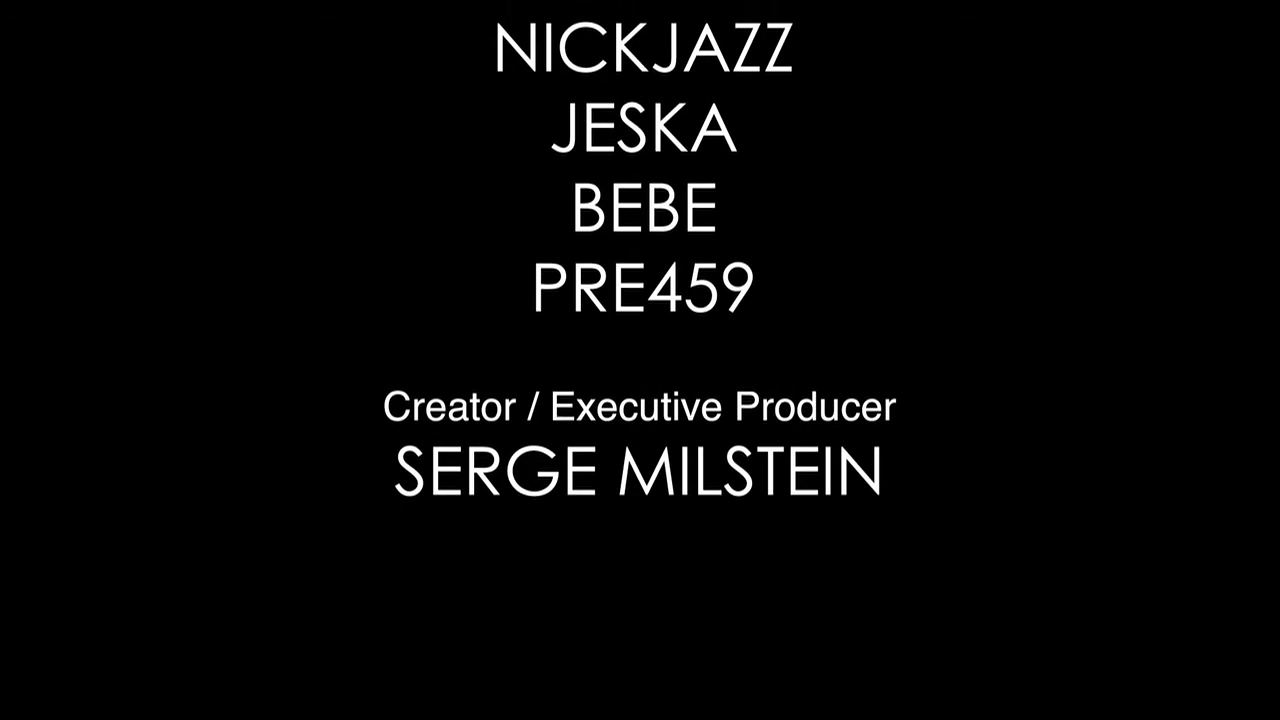 NICKJAZZ
JESKA
BEBE
PRE459
Creator / Executive Producer
SERGE MILSTEIN